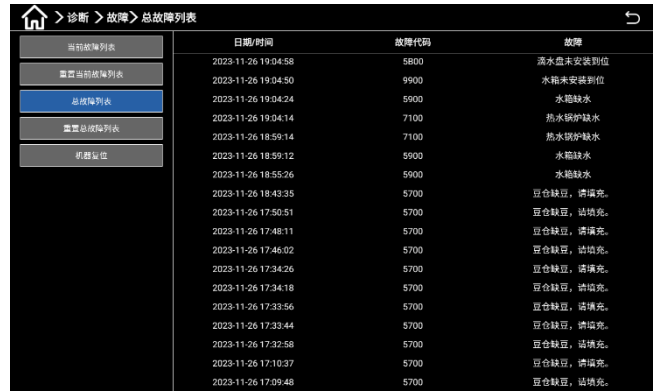 诊断 故障 总故障列表
当前故障列表
重置当前故障列表
总故障列表
重置总故障列表
机器复位
日期/时间 故障代码 故障
2023-11-26 19:04:58 5B00 滴水盘未安装到位
2023-11-26 19:04:50 9900 水箱未安装到位
2023-11-26 19:04:24 5900 水箱缺水
2023-11-26 19:04:14 7100 热水锅炉缺水
2023-11-26 18:59:14 7100 热水锅炉缺水
2023-11-26 18:59:12 5900 水箱缺水
2023-11-26 18:55:26 5900 水箱缺水
2023-11-26 18:43:35 5700 豆仓缺豆，请填充。
2023-11-26 17:50:51 5700 豆仓缺豆，请填充。
2023-11-26 17:48:11 5700 豆仓缺豆，请填充。
2023-11-26 17:46:02 5700 豆仓缺豆，请填充。
2023-11-26 17:34:26 5700 豆仓缺豆，请填充。
2023-11-26 17:34:18 5700 豆仓缺豆，请填充。
2023-11-26 17:33:56 5700 豆仓缺豆，请填充。
2023-11-26 17:33:44 5700 豆仓缺豆，请填充。
2023-11-26 17:32:58 5700 豆仓缺豆，请填充。
2023-11-26 17:10:37 5700 豆仓缺豆，请填充。
2023-11-26 17:09:48 5700 豆仓缺豆，请填充。